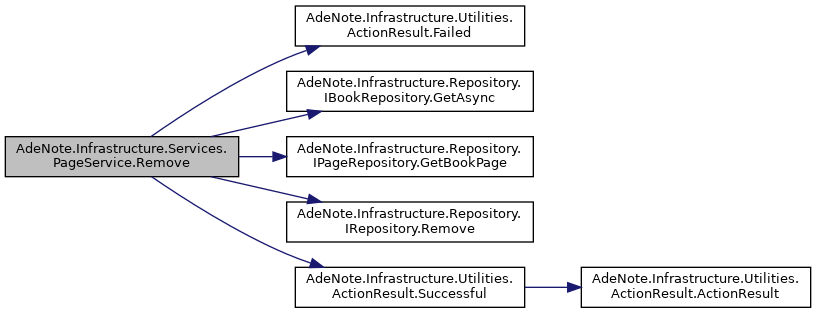 AdeNote.Infrastructure.Utilities.
ActionResult.Failed
AdeNote.Infrastructure.Repository.
IBookRepository.GetAsync
AdeNote.Infrastructure.Services.
PageService.Remove
AdeNote.Infrastructure.Repository.
IPageRepository.GetBookPage
AdeNote.Infrastructure.Repository.
IRepository.Remove
AdeNote.Infrastructure.Utilities.
ActionResult.Successful
AdeNote.Infrastructure.Utilities.
ActionResult.ActionResult